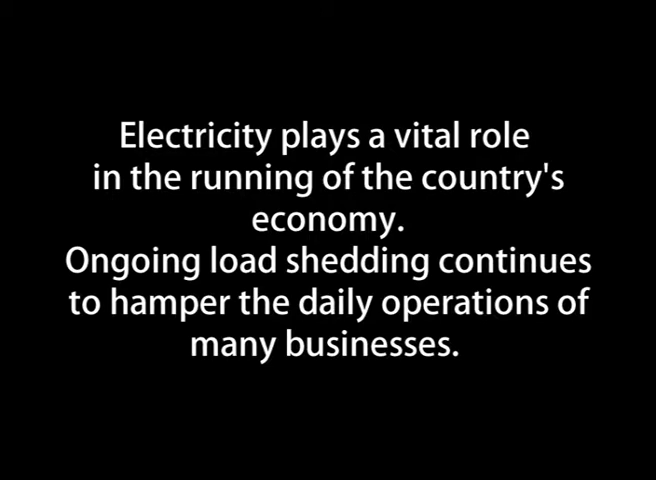 Electricity plays a vital role
in the running of the country's
economy.
Ongoing load shedding continues
to hamper the daily operations of
many businesses.